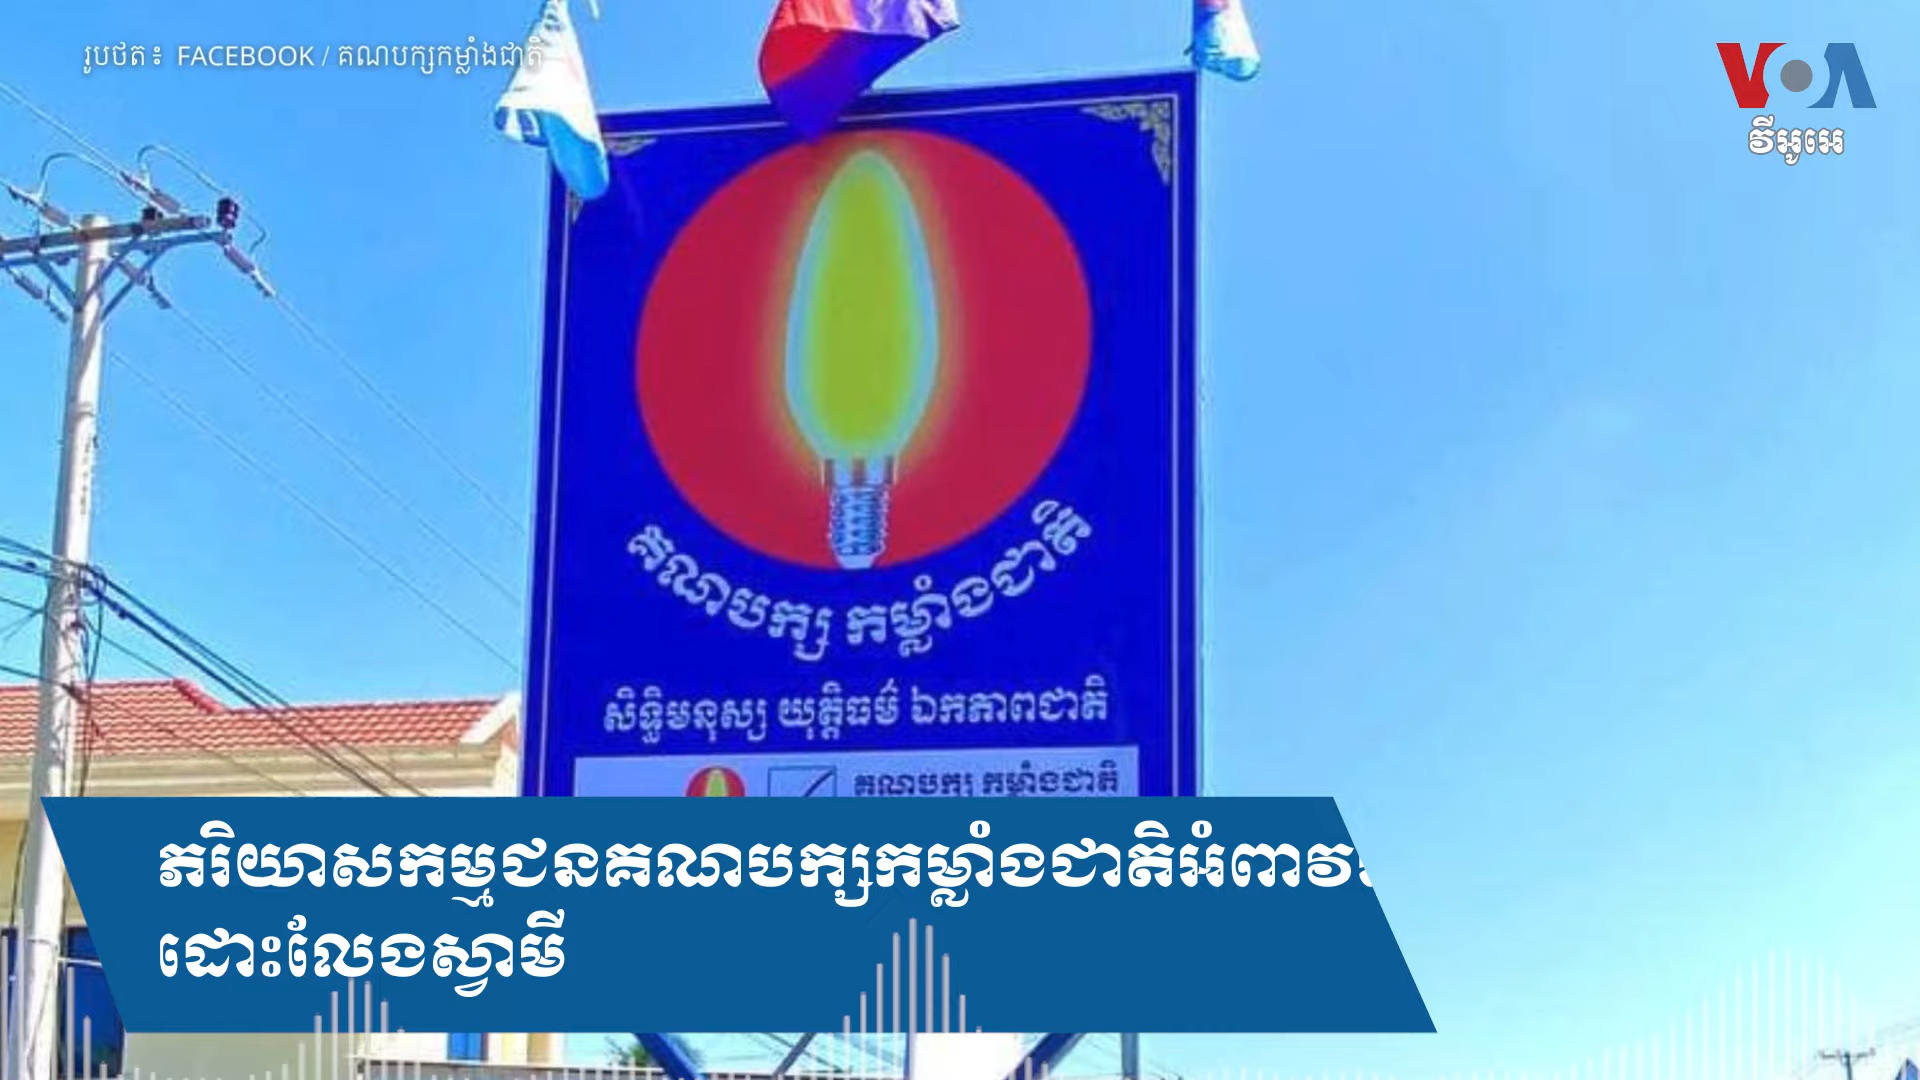 រូបថត៖ FACEBOOK / គណបក្សកម្លាំងជាតិ
VOA
វីអូអេ
គណបក្ស កម្លាំងជាតិ
សិទ្ធិមនុស្ស យុត្តិធម៌ ឯកភាពជាតិ
គណបក្ស កម្លាំងជាតិ
ភរិយាសកម្មជនគណបក្សកម្លាំងជាតិអំពាវ
ដោះលែងស្វាមី